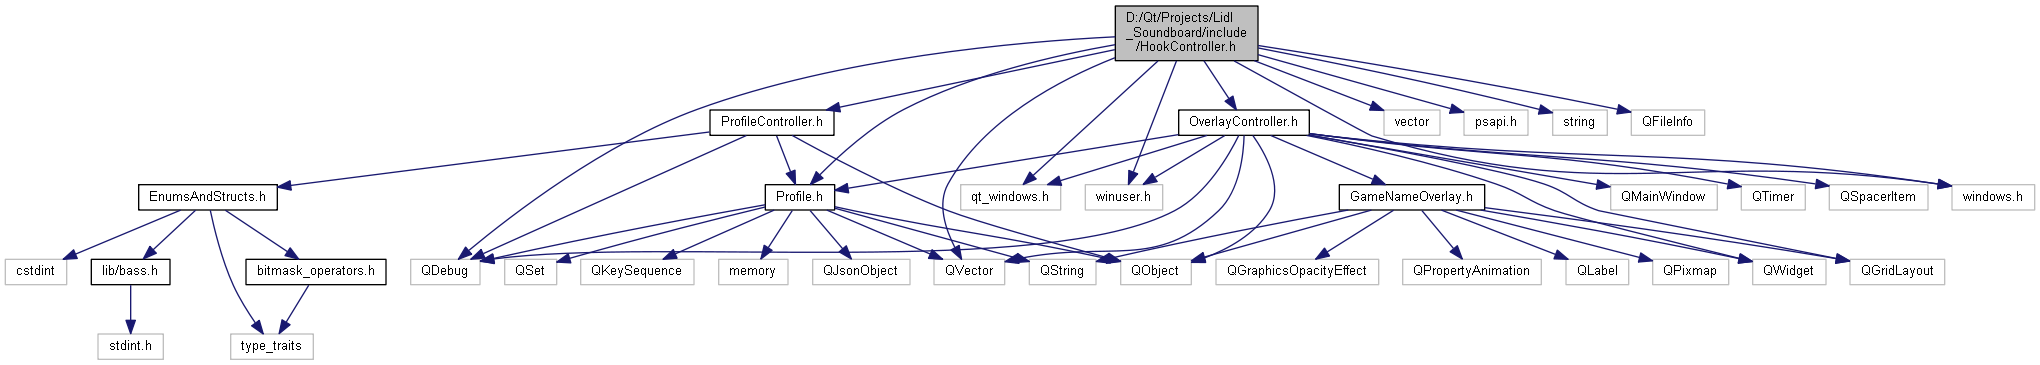 D:/Qt/Projects/Lidl
_Soundboard/include
/HookController.h
ProfileController.h
OverlayController.h
vector
psapi.h
string
QFileInfo
EnumsAndStructs.h
Profile.h
qt_windows.h
winuser.h
GameNameOverlay.h
QMainWindow
QTimer
QSpacerItem
windows.h
cstdint
lib/bass.h
bitmask_operators.h
QDebug
QSet
QKeySequence
memory
QJsonObject
QVector
QString
QObject
QGraphicsOpacityEffect
QPropertyAnimation
QLabel
QPixmap
QWidget
QGridLayout
stdint.h
type_traits